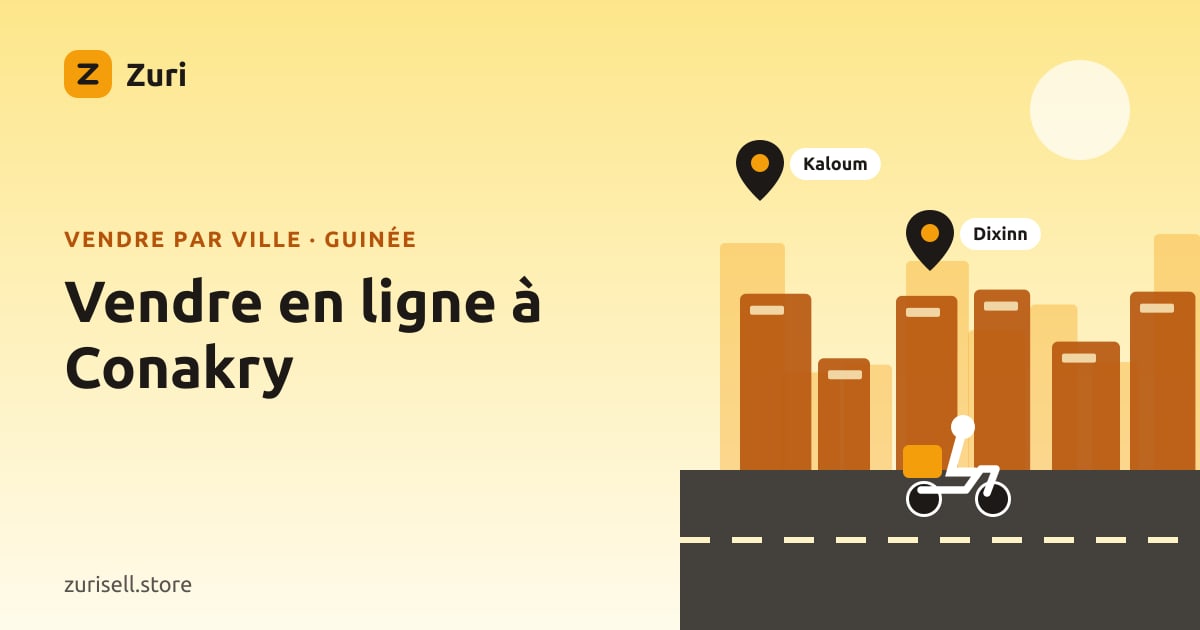 Z Zuri
VENDRE PAR VILLE · GUINÉE
Vendre en ligne à
Conakry
Kaloum
Dixinn
zurisell.store